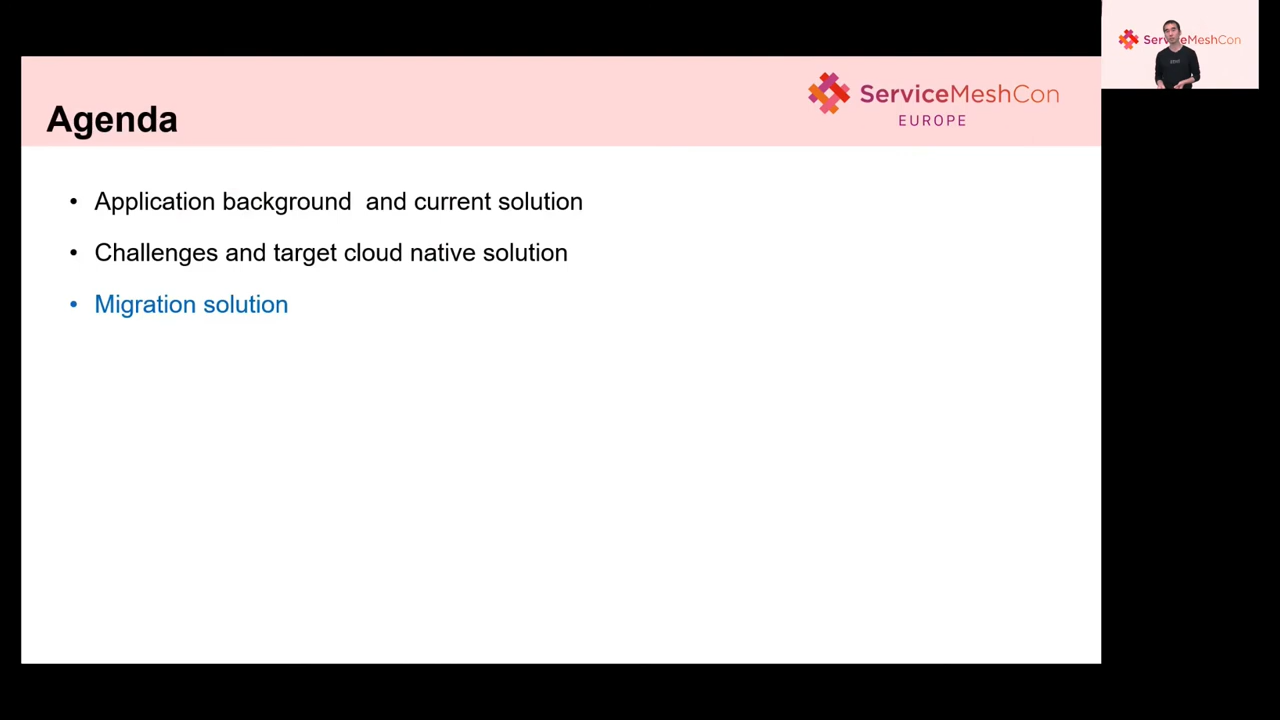 Agenda
ServiceMeshCon
EUROPE
• Application background  and current solution
• Challenges and target cloud native solution
• Migration solution
ServiceMeshCon